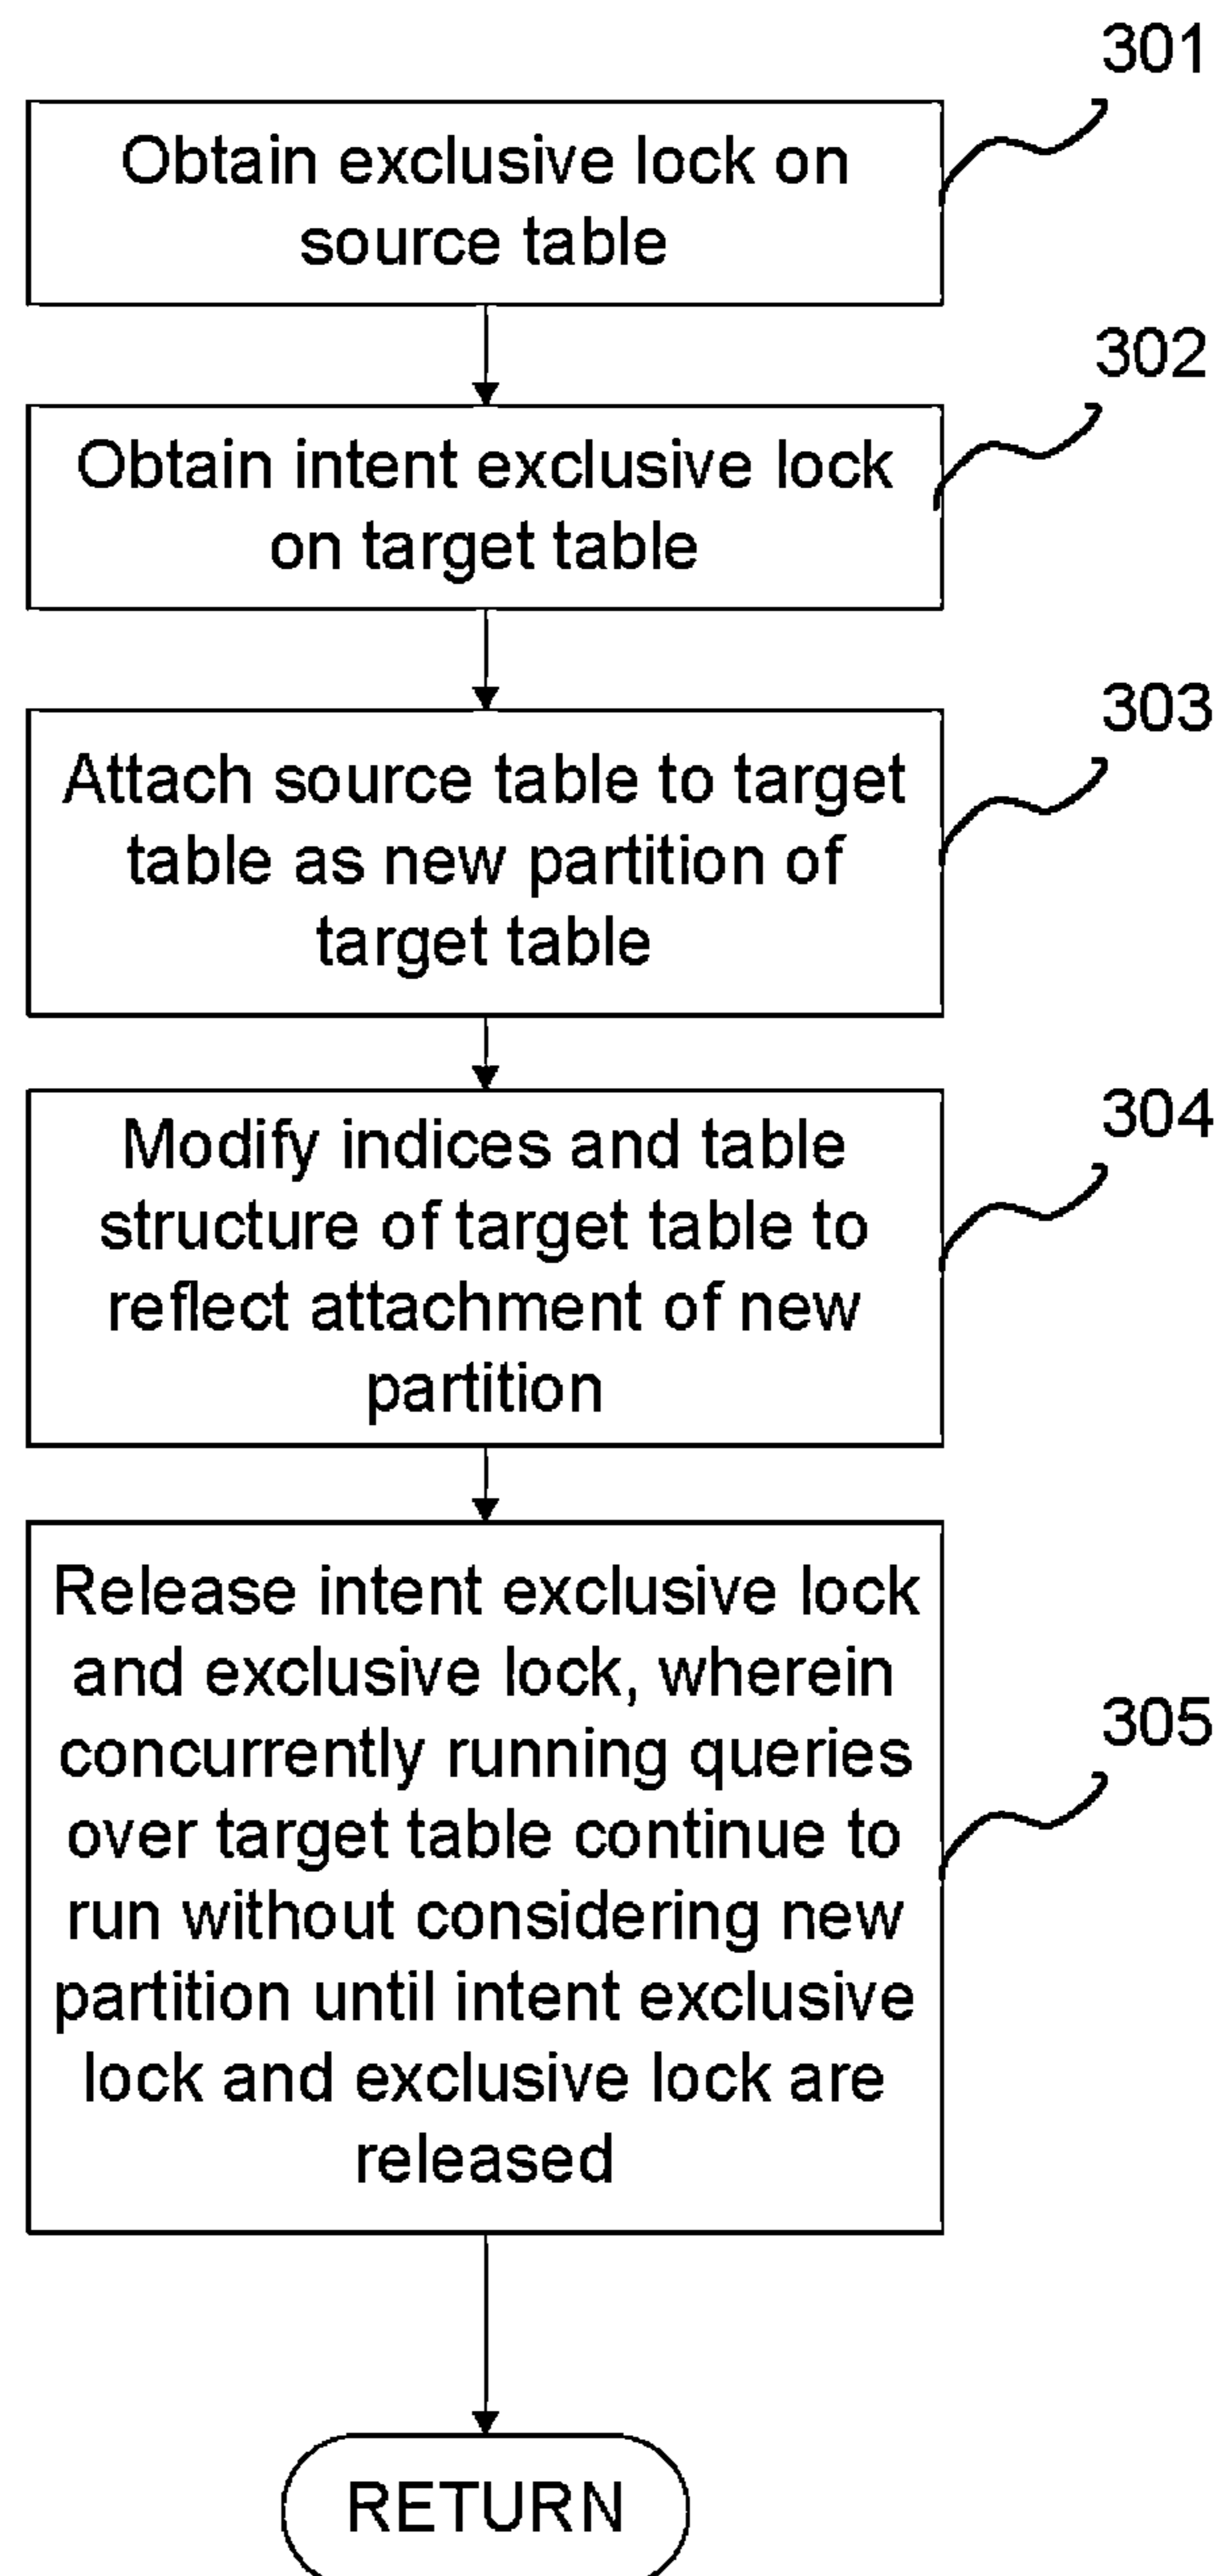 301
Obtain exclusive lock on
source table
302
Obtain intent exclusive lock
on target table
303
Attach source table to target
table as new partition of
target table
304
Modify indices and table
structure of target table to
reflect attachment of new
partition
305
Release intent exclusive lock
and exclusive lock, wherein
concurrently running queries
over target table continue to
run without considering new
partition until intent exclusive
lock and exclusive lock are
released
RETURN